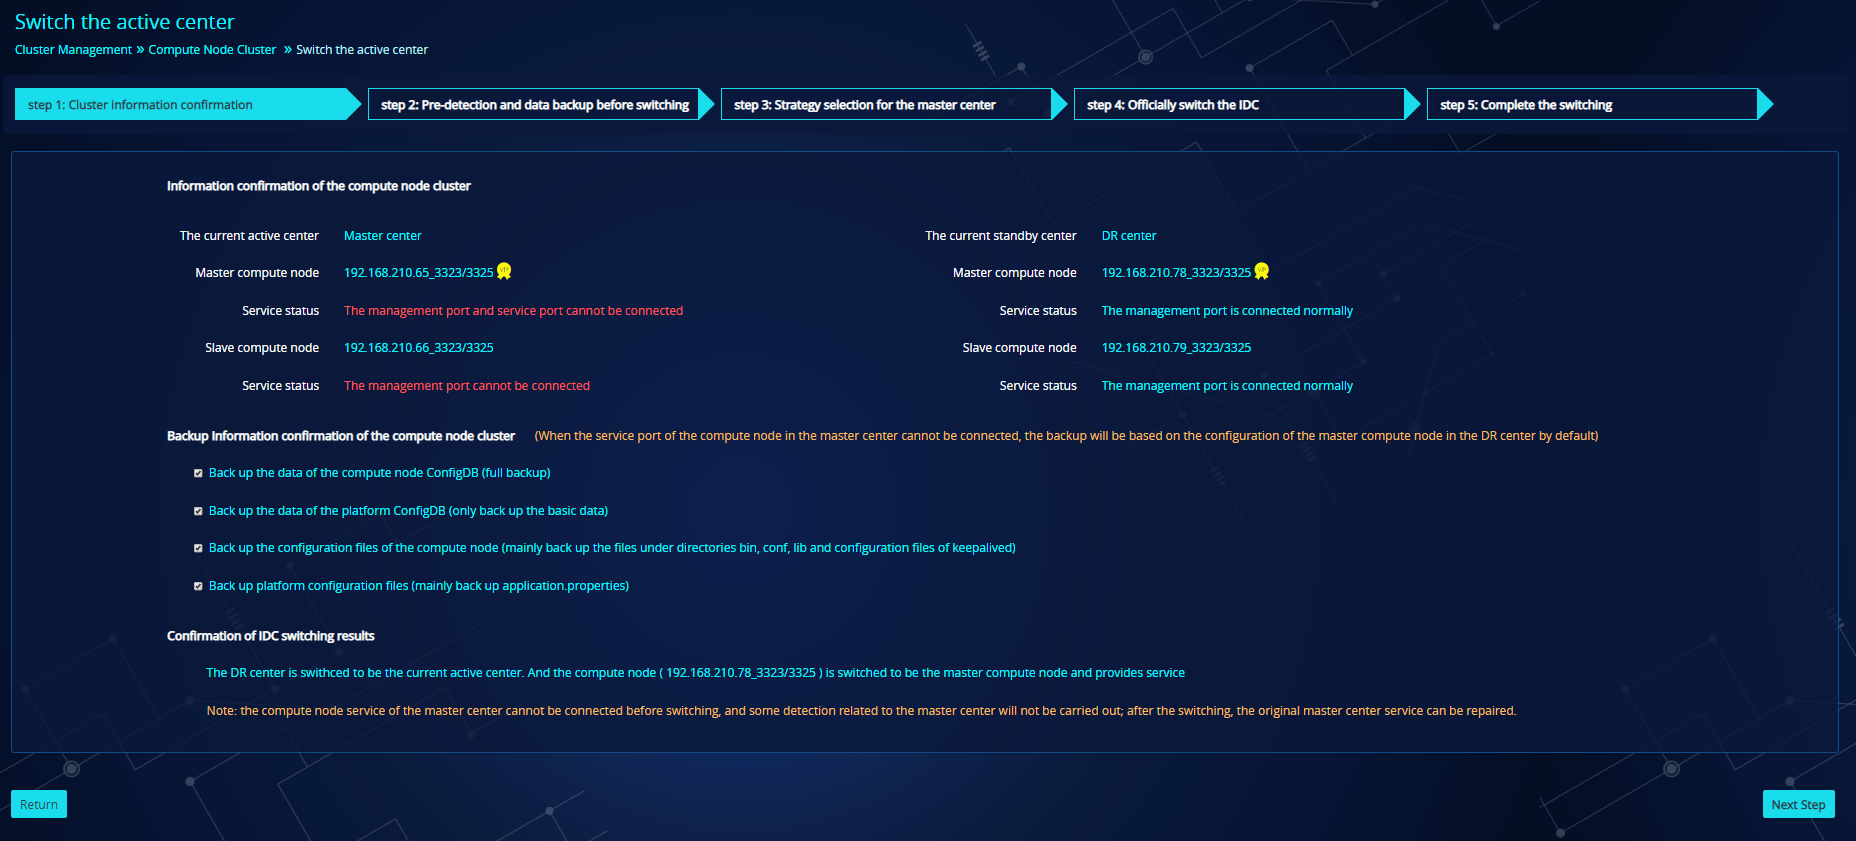 Switch the active center
Cluster Management » Compute Node Cluster » Switch the active center
step 1: Cluster information confirmation
step 2: Pre-detection and data backup before switching
step 3: Strategy selection for the master center
step 4: Officially switch the IDC
step 5: Complete the switching
Information confirmation of the compute node cluster
The current active center Master center
The current standby center DR center
Master compute node 192.168.210.65_3323/3325
Master compute node 192.168.210.78_3323/3325
Service status The management port and service port cannot be connected
Service status The management port is connected normally
Slave compute node 192.168.210.66_3323/3325
Slave compute node 192.168.210.79_3323/3325
Service status The management port cannot be connected
Service status The management port is connected normally
Backup Information confirmation of the compute node cluster (When the service port of the compute node in the master center cannot be connected, the backup will be based on the configuration of the master compute node in the DR center by default)
Back up the data of the compute node ConfigDB (full backup)
Back up the data of the platform ConfigDB (only back up the basic data)
Back up the configuration files of the compute node (mainly back up the files under directories bin, conf, lib and configuration files of keepalived)
Back up platform configuration files (mainly back up application.properties)
Confirmation of IDC switching results
The DR center is swithced to be the current active center. And the compute node ( 192.168.210.78_3323/3325 ) is switched to be the master compute node and provides service
Note: the compute node service of the master center cannot be connected before switching, and some detection related to the master center will not be carried out; after the switching, the original master center service can be repaired.
Return
Next Step